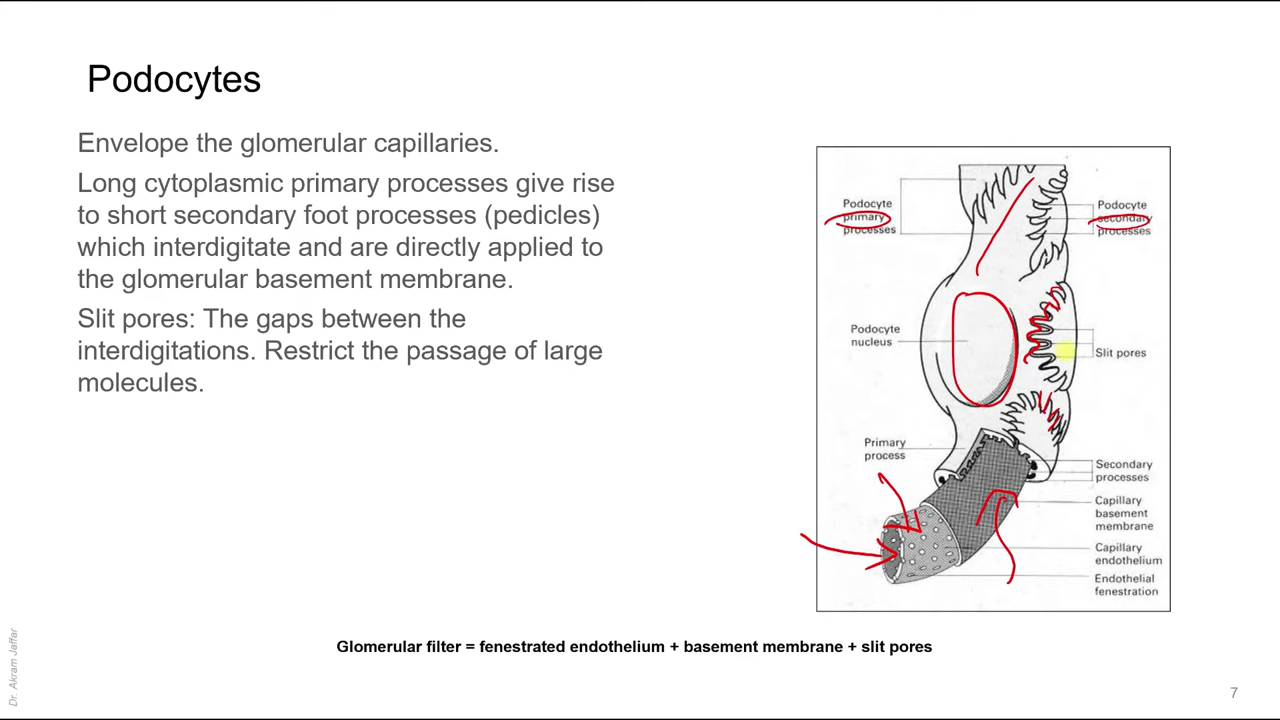 Podocytes
Envelope the glomerular capillaries.
Long cytoplasmic primary processes give rise
to short secondary foot processes (pedicles)
which interdigitate and are directly applied to
the glomerular basement membrane.
Slit pores: The gaps between the
interdigitations. Restrict the passage of large
molecules.
Podocyte
primary
processes
Podocyte
secondary
processes
Podocyte
nucleus
Slit pores
Primary
process
Secondary
processes
Capillary
basement
membrane
Capillary
endothelium
Endothelial
fenestration
Glomerular filter = fenestrated endothelium + basement membrane + slit pores
Dr. Akram Jaffar
7